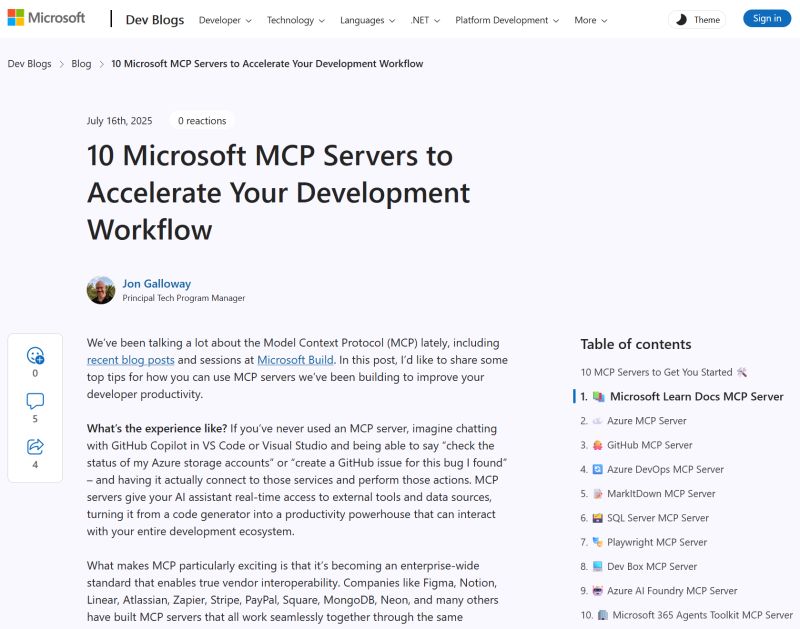 Microsoft
Dev Blogs
Developer
Technology
Languages
.NET
Platform Development
More
Theme
Sign in
Dev Blogs > Blog > 10 Microsoft MCP Servers to Accelerate Your Development Workflow
July 16th, 2025
0 reactions
10 Microsoft MCP Servers to
Accelerate Your Development
Workflow
Jon Galloway
Principal Tech Program Manager
0
5
4
We’ve been talking a lot about the Model Context Protocol (MCP) lately, including
recent blog posts and sessions at Microsoft Build. In this post, I’d like to share some
top tips for how you can use MCP servers we’ve been building to improve your
developer productivity.
What’s the experience like? If you’ve never used an MCP server, imagine chatting
with GitHub Copilot in VS Code or Visual Studio and being able to say “check the
status of my Azure storage accounts” or “create a GitHub issue for this bug I found”
– and having it actually connect to those services and perform those actions. MCP
servers give your AI assistant real-time access to external tools and data sources,
turning it from a code generator into a productivity powerhouse that can interact
with your entire development ecosystem.
What makes MCP particularly exciting is that it’s becoming an enterprise-wide
standard that enables true vendor interoperability. Companies like Figma, Notion,
Linear, Atlassian, Zapier, Stripe, PayPal, Square, MongoDB, Neon, and many others
have built MCP servers that all work seamlessly together through the same
Table of contents
10 MCP Servers to Get You Started
1. Microsoft Learn Docs MCP Server
2. Azure MCP Server
3. GitHub MCP Server
4. Azure DevOps MCP Server
5. MarkItDown MCP Server
6. SQL Server MCP Server
7. Playwright MCP Server
8. Dev Box MCP Server
9. Azure AI Foundry MCP Server
10. Microsoft 365 Agents Toolkit MCP Server